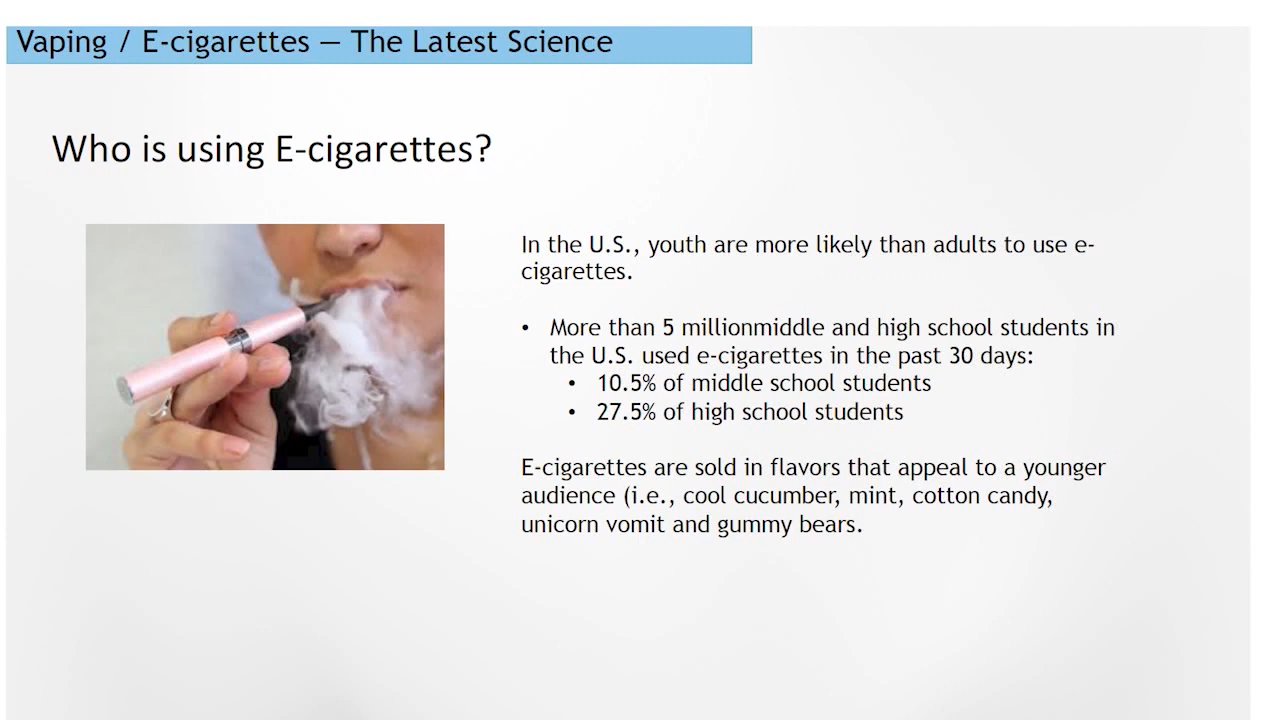 Vaping / E-cigarettes — The Latest Science
Who is using E-cigarettes?
In the U.S., youth are more likely than adults to use e-
cigarettes.
• More than 5 millionmiddle and high school students in
the U.S. used e-cigarettes in the past 30 days:
• 10.5% of middle school students
• 27.5% of high school students
E-cigarettes are sold in flavors that appeal to a younger
audience (i.e., cool cucumber, mint, cotton candy,
unicorn vomit and gummy bears.